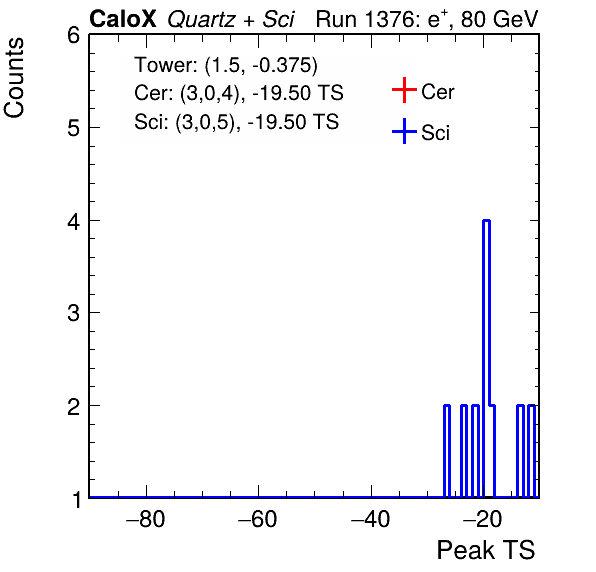 CaloX Quartz + Sci Run 1376: e⁺, 80 GeV
Counts
6
Tower: (1.5, -0.375)
Cer: (3,0,4), -19.50 TS
Sci: (3,0,5), -19.50 TS
Cer
Sci
5
4
3
2
1
−80 −60 −40 −20
Peak TS